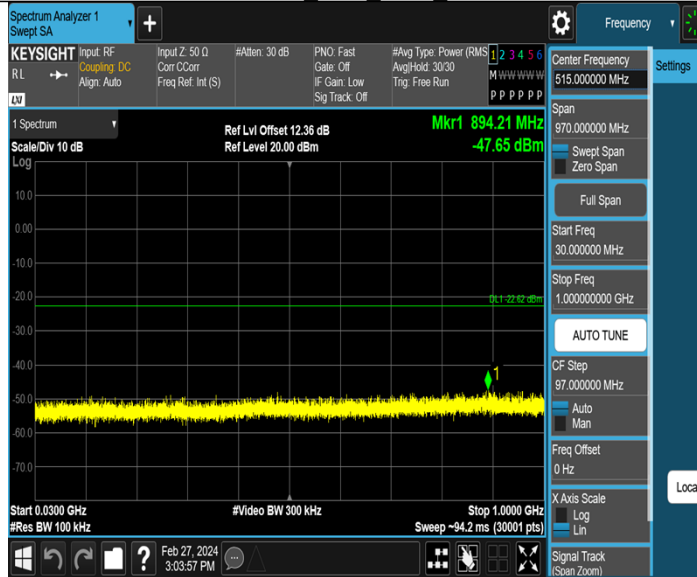 Spectrum Analyzer 1
Swept SA
Frequency
KEYSIGHT
RL
LXI
Input: RF
Coupling: DC
Align: Auto
Input Z: 50 Ω
Corr CCorr
Freq Ref: Int (S)
#Atten: 30 dB
PNO: Fast
Gate: Off
IF Gain: Low
Sig Track: Off
#Avg Type: Power (RMS
Avg|Hold: 30/30
Trig: Free Run
1 2 3 4 5 6
M W W W W W
P P P P P P
Center Frequency
515.000000 MHz
Settings
Span
970.000000 MHz
Swept Span
Zero Span
Full Span
Start Freq
30.000000 MHz
Stop Freq
1.000000000 GHz
AUTO TUNE
CF Step
97.000000 MHz
Auto
Man
Freq Offset
0 Hz
X Axis Scale
Log
Lin
Signal Track
(Span Zoom)
Loca
1 Spectrum
Scale/Div 10 dB
Log
Ref Lvl Offset 12.36 dB
Ref Level 20.00 dBm
Mkr1 894.21 MHz
-47.65 dBm
10.0
0.00
-10.0
-20.0
DL1 -22.62 dBm
-30.0
-40.0
1
-50.0
-60.0
-70.0
Start 0.0300 GHz
#Res BW 100 kHz
#Video BW 300 kHz
Stop 1.0000 GHz
Sweep ~94.2 ms (30001 pts)
?
Feb 27, 2024
3:03:57 PM